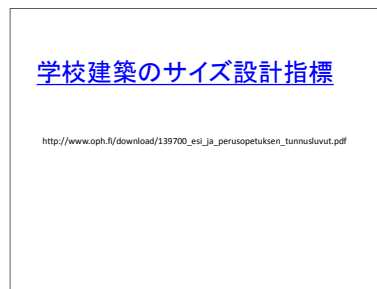 学校建築のサイズ設計指標
http://www.oph.fi/download/139700_esi_ja_perusopetuksen_tunnusluvut.pdf